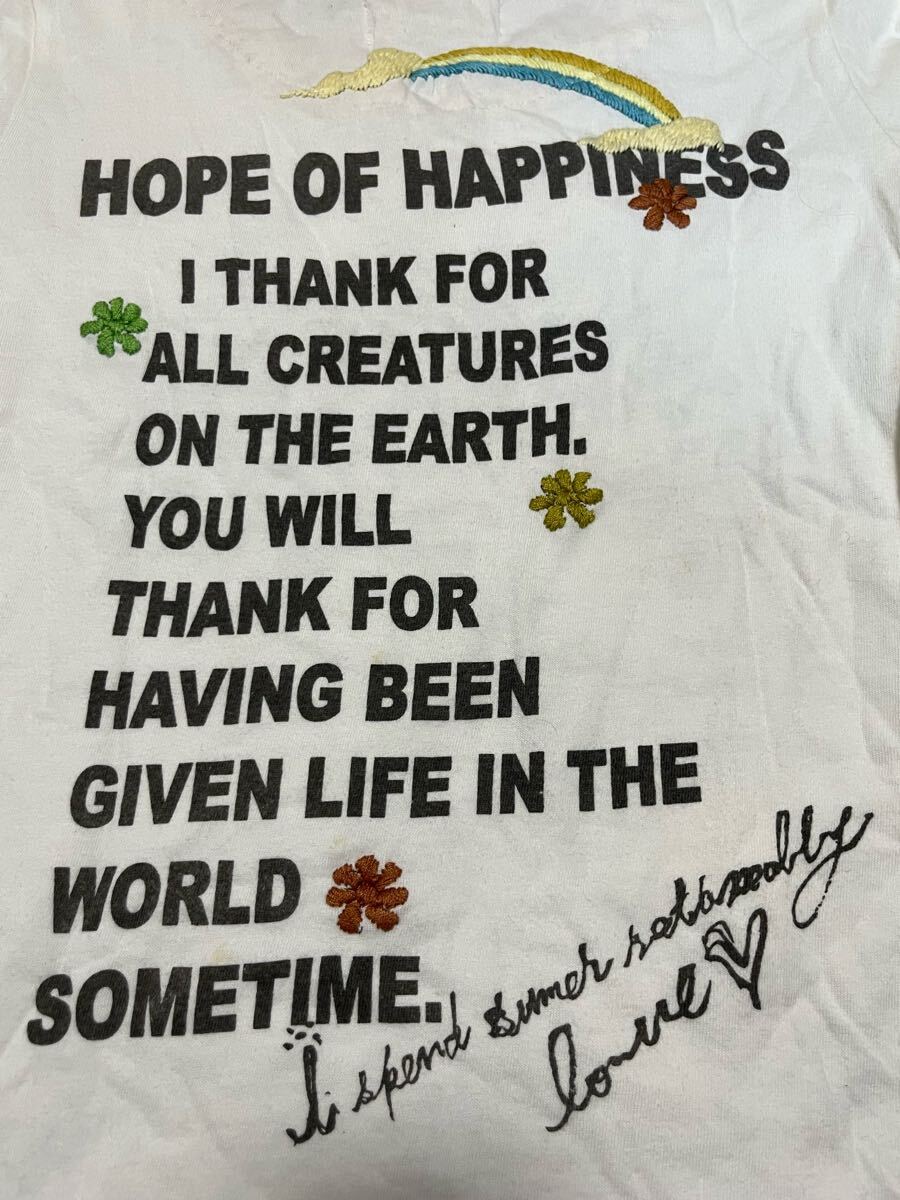 HOPE OF HAPPINESS
I THANK FOR
ALL CREATURES
ON THE EARTH.
YOU WILL
THANK FOR
HAVING BEEN
GIVEN LIFE IN THE
WORLD
SOMETIME.
i spend sumer